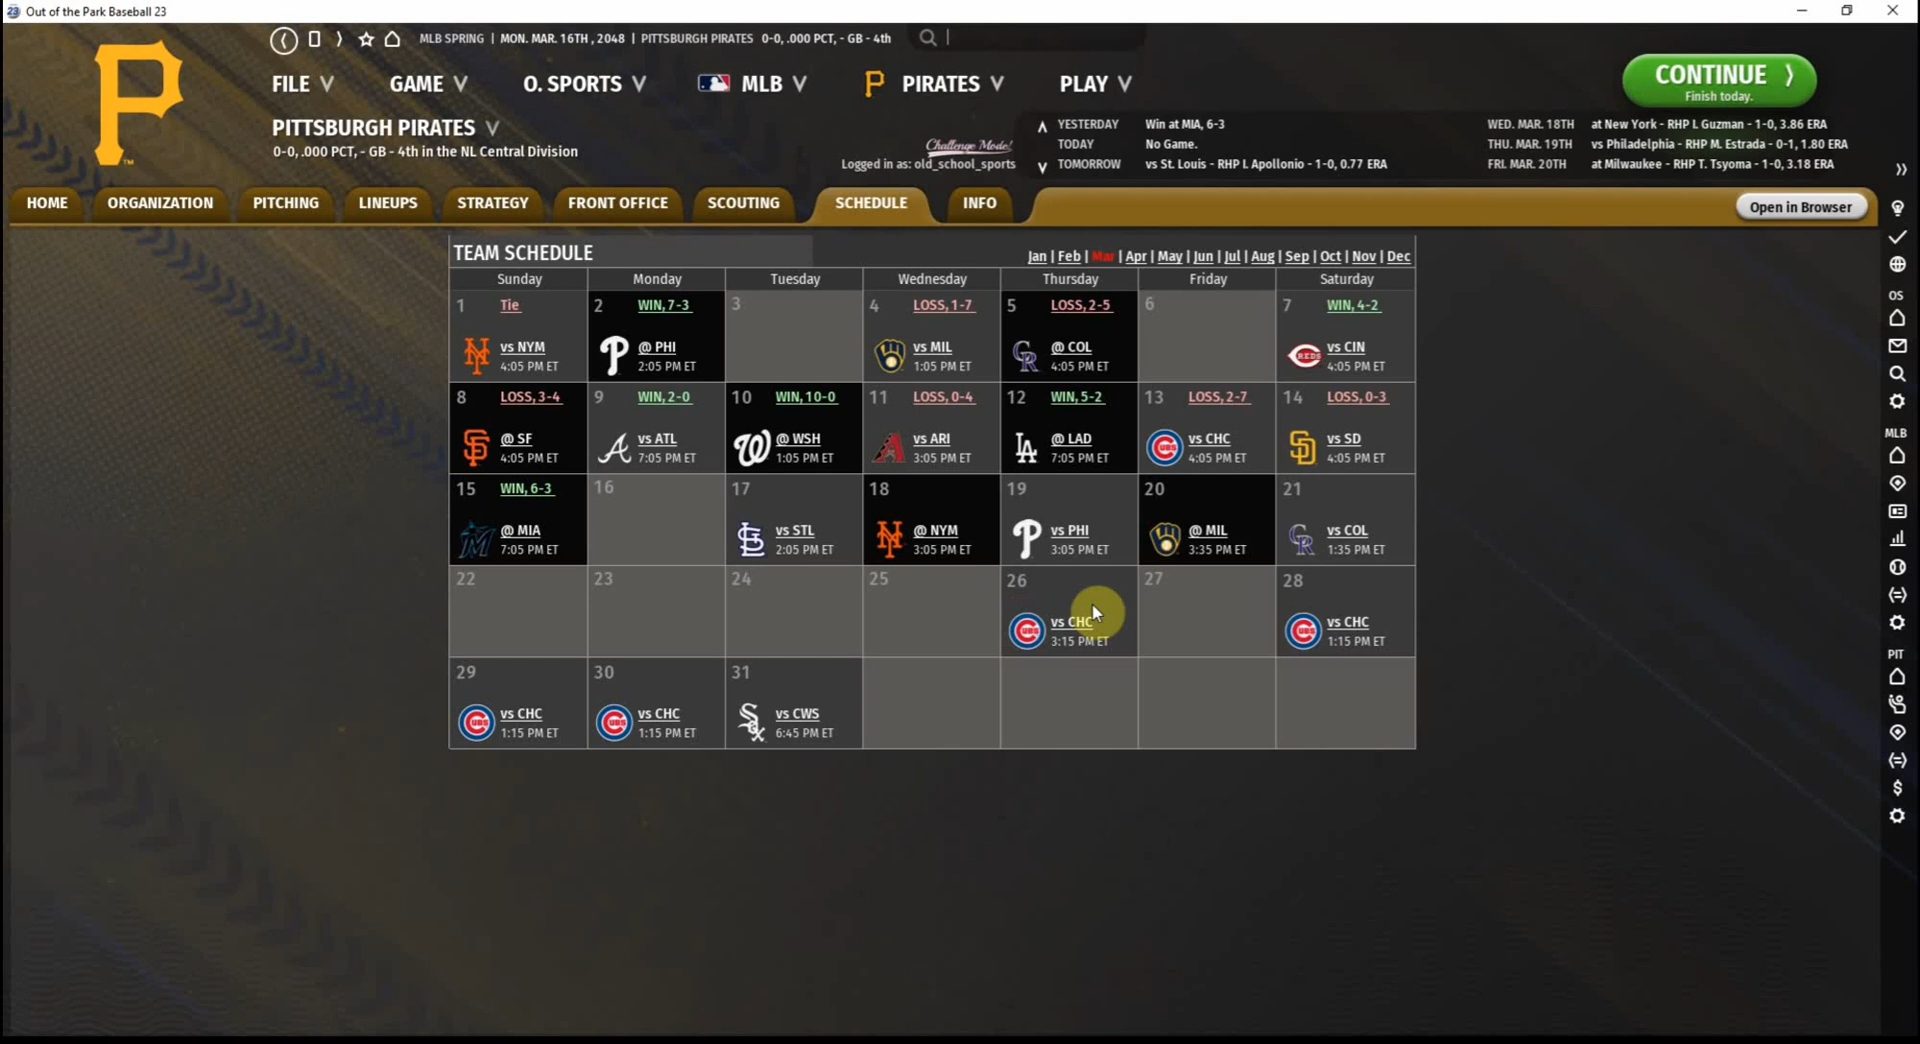 23 Out of the Park Baseball 23
MLB SPRING | MON. MAR. 16TH , 2048 | PITTSBURGH PIRATES 0-0, .000 PCT, - GB - 4th
FILE GAME O. SPORTS MLB PIRATES PLAY
CONTINUE
Finish today.
PITTSBURGH PIRATES
0-0, .000 PCT, - GB - 4th in the NL Central Division
Challenge Mode!
Logged in as: old_school_sports
YESTERDAY Win at MIA, 6-3
TODAY No Game.
TOMORROW vs St. Louis - RHP I. Apollonio - 1-0, 0.77 ERA
WED. MAR. 18TH at New York - RHP I. Guzman - 1-0, 3.86 ERA
THU. MAR. 19TH vs Philadelphia - RHP M. Estrada - 0-1, 1.80 ERA
FRI. MAR. 20TH at Milwaukee - RHP T. Tsyoma - 1-0, 3.18 ERA
HOME ORGANIZATION PITCHING LINEUPS STRATEGY FRONT OFFICE SCOUTING SCHEDULE INFO
Open in Browser
TEAM SCHEDULE
Jan | Feb | Mar | Apr | May | Jun | Jul | Aug | Sep | Oct | Nov | Dec
Sunday Monday Tuesday Wednesday Thursday Friday Saturday
1 Tie 2 WIN, 7-3 3 4 LOSS, 1-7 5 LOSS, 2-5 6 7 WIN, 4-2
vs NYM @ PHI vs MIL @ COL vs CIN
4:05 PM ET 2:05 PM ET 1:05 PM ET 4:05 PM ET 4:05 PM ET
8 LOSS, 3-4 9 WIN, 2-0 10 WIN, 10-0 11 LOSS, 0-4 12 WIN, 5-2 13 LOSS, 2-7 14 LOSS, 0-3
@ SF vs ATL @ WSH vs ARI @ LAD vs CHC vs SD
4:05 PM ET 7:05 PM ET 1:05 PM ET 3:05 PM ET 7:05 PM ET 4:05 PM ET 4:05 PM ET
15 WIN, 6-3 16 17 18 19 20 21
@ MIA vs STL @ NYM vs PHI @ MIL vs COL
7:05 PM ET 2:05 PM ET 3:05 PM ET 3:05 PM ET 3:35 PM ET 1:35 PM ET
22 23 24 25 26 27 28
vs CHC vs CHC
3:15 PM ET 1:15 PM ET
29 30 31
vs CHC vs CHC vs CWS
1:15 PM ET 1:15 PM ET 6:45 PM ET
OS
MLB
PIT